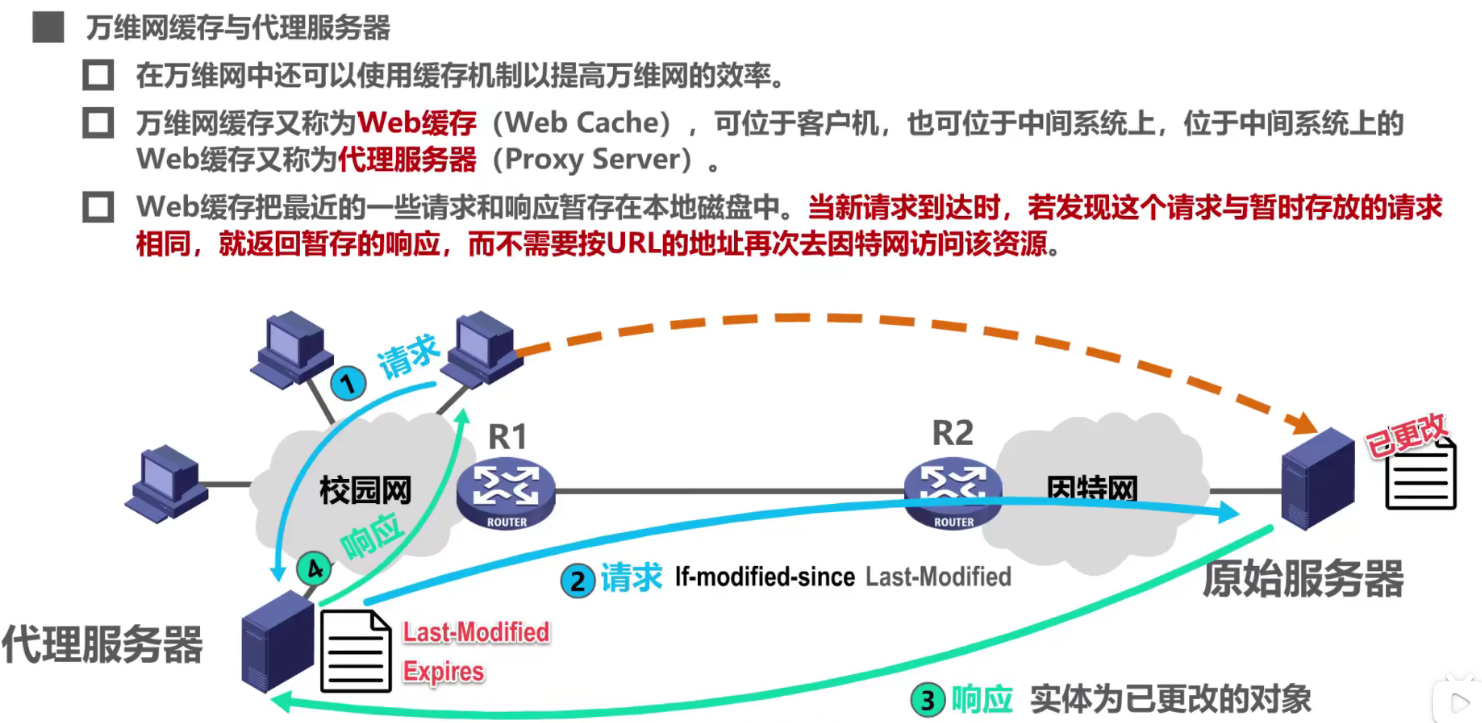 万维网缓存与代理服务器
在万维网中还可以使用缓存机制以提高万维网的效率。
万维网缓存又称为Web缓存（Web Cache），可位于客户机，也可位于中间系统上，位于中间系统上的
Web缓存又称为代理服务器（Proxy Server）。
Web缓存把最近的一些请求和响应暂存在本地磁盘中。当新请求到达时，若发现这个请求与暂时存放的请求
相同，就返回暂存的响应，而不需要按URL的地址再次去因特网访问该资源。
1 请求
R1
R2
已更改
校园网
ROUTER
ROUTER
因特网
4 响应
2 请求 If-modified-since Last-Modified
原始服务器
代理服务器
Last-Modified
Expires
3 响应 实体为已更改的对象